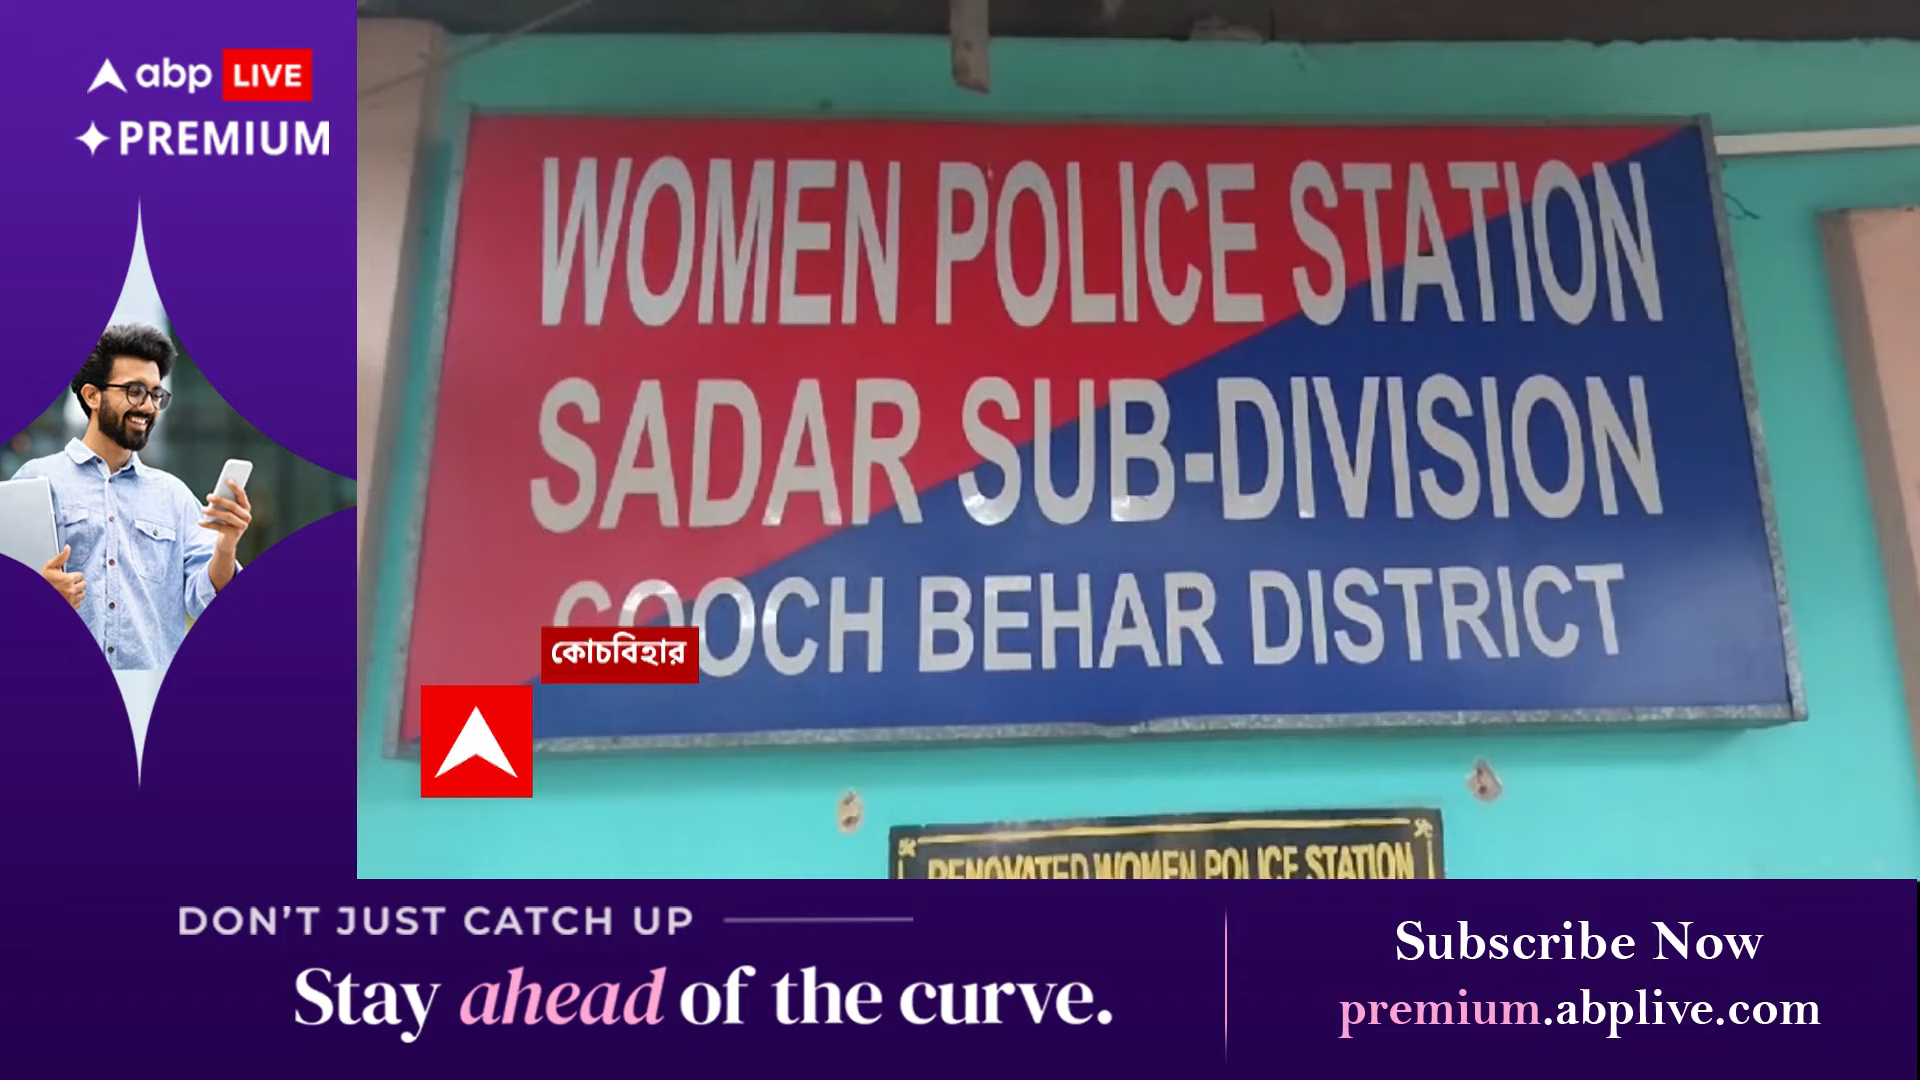 abp LIVE
PREMIUM
WOMEN POLICE STATION
SADAR SUB-DIVISION
COOCH BEHAR DISTRICT
কোচবিহার
RENOVATED WOMEN POLICE STATION
DON'T JUST CATCH UP
Stay ahead of the curve.
Subscribe Now
premium.abplive.com